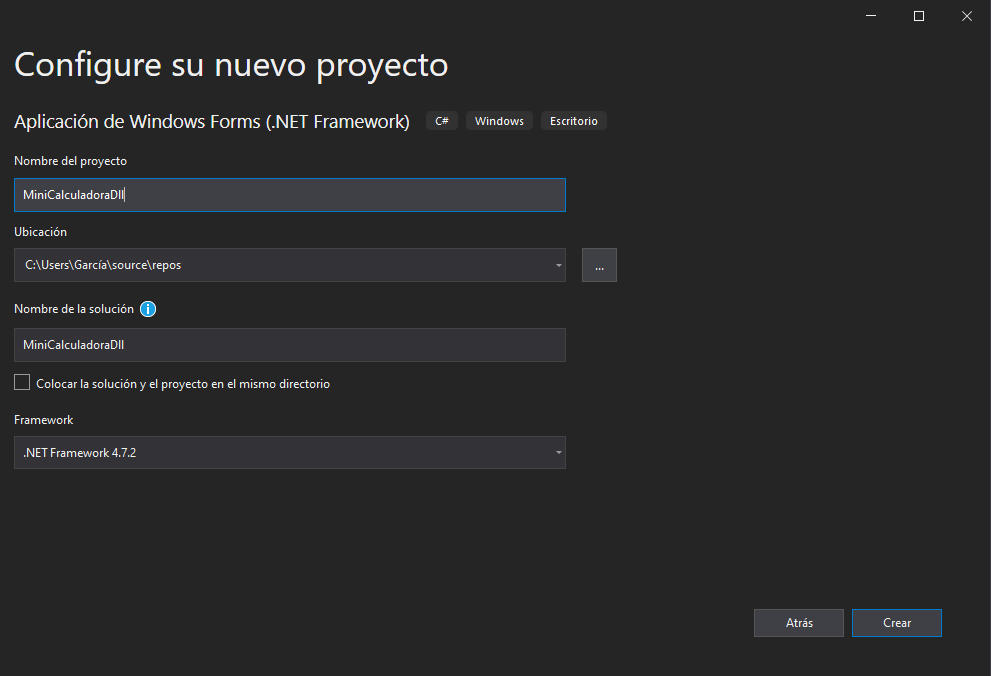 Configure su nuevo proyecto
Aplicación de Windows Forms (.NET Framework) C# Windows Escritorio
Nombre del proyecto
MiniCalculadoraDll
Ubicación
C:\Users\García\source\repos
...
Nombre de la solución
MiniCalculadoraDll
Colocar la solución y el proyecto en el mismo directorio
Framework
.NET Framework 4.7.2
Atrás Crear